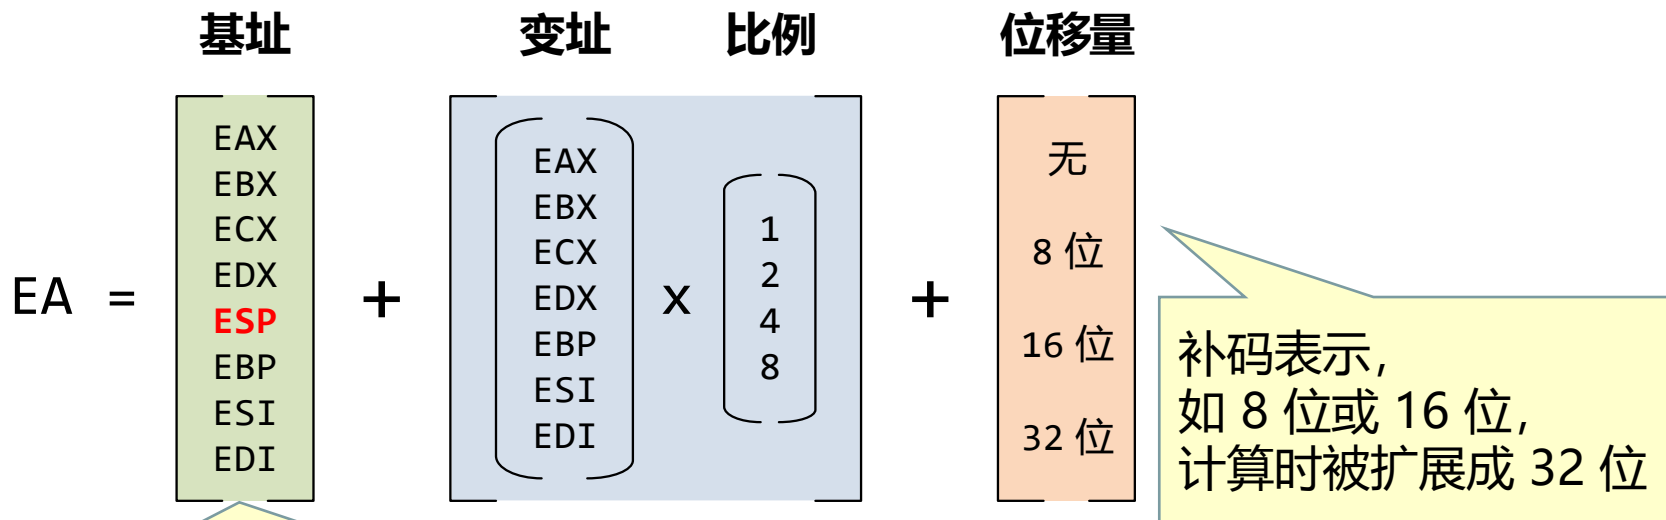 基址 变址 比例 位移量
EA = + x +
EAX
EBX
ECX
EDX
ESP
EBP
ESI
EDI
EAX
EBX
ECX
EDX
EBP
ESI
EDI
1
2
4
8
无
8 位
16 位
32 位
补码表示，
如 8 位或 16 位，
计算时被扩展成 32 位